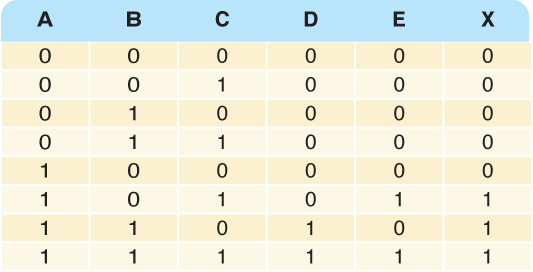 A B C D E X
0 0 0 0 0 0
0 0 1 0 0 0
0 1 0 0 0 0
0 1 1 0 0 0
1 0 0 0 0 0
1 0 1 0 1 1
1 1 0 1 0 1
1 1 1 1 1 1